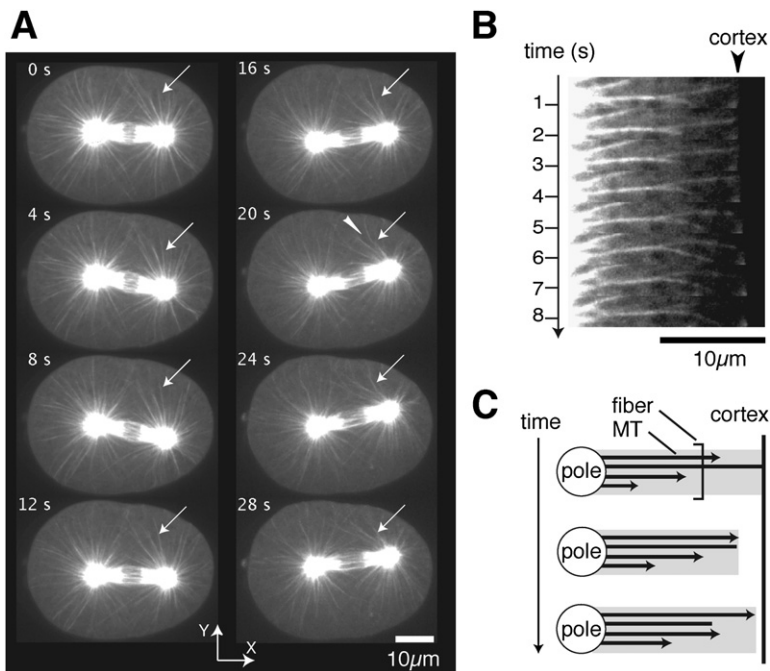 A
0 s
4 s
8 s
12 s
16 s
20 s
24 s
28 s
Y
X
10μm
B
time (s)
cortex
1
2
3
4
5
6
7
8
10μm
C
time
fiber
MT
cortex
pole
pole
pole